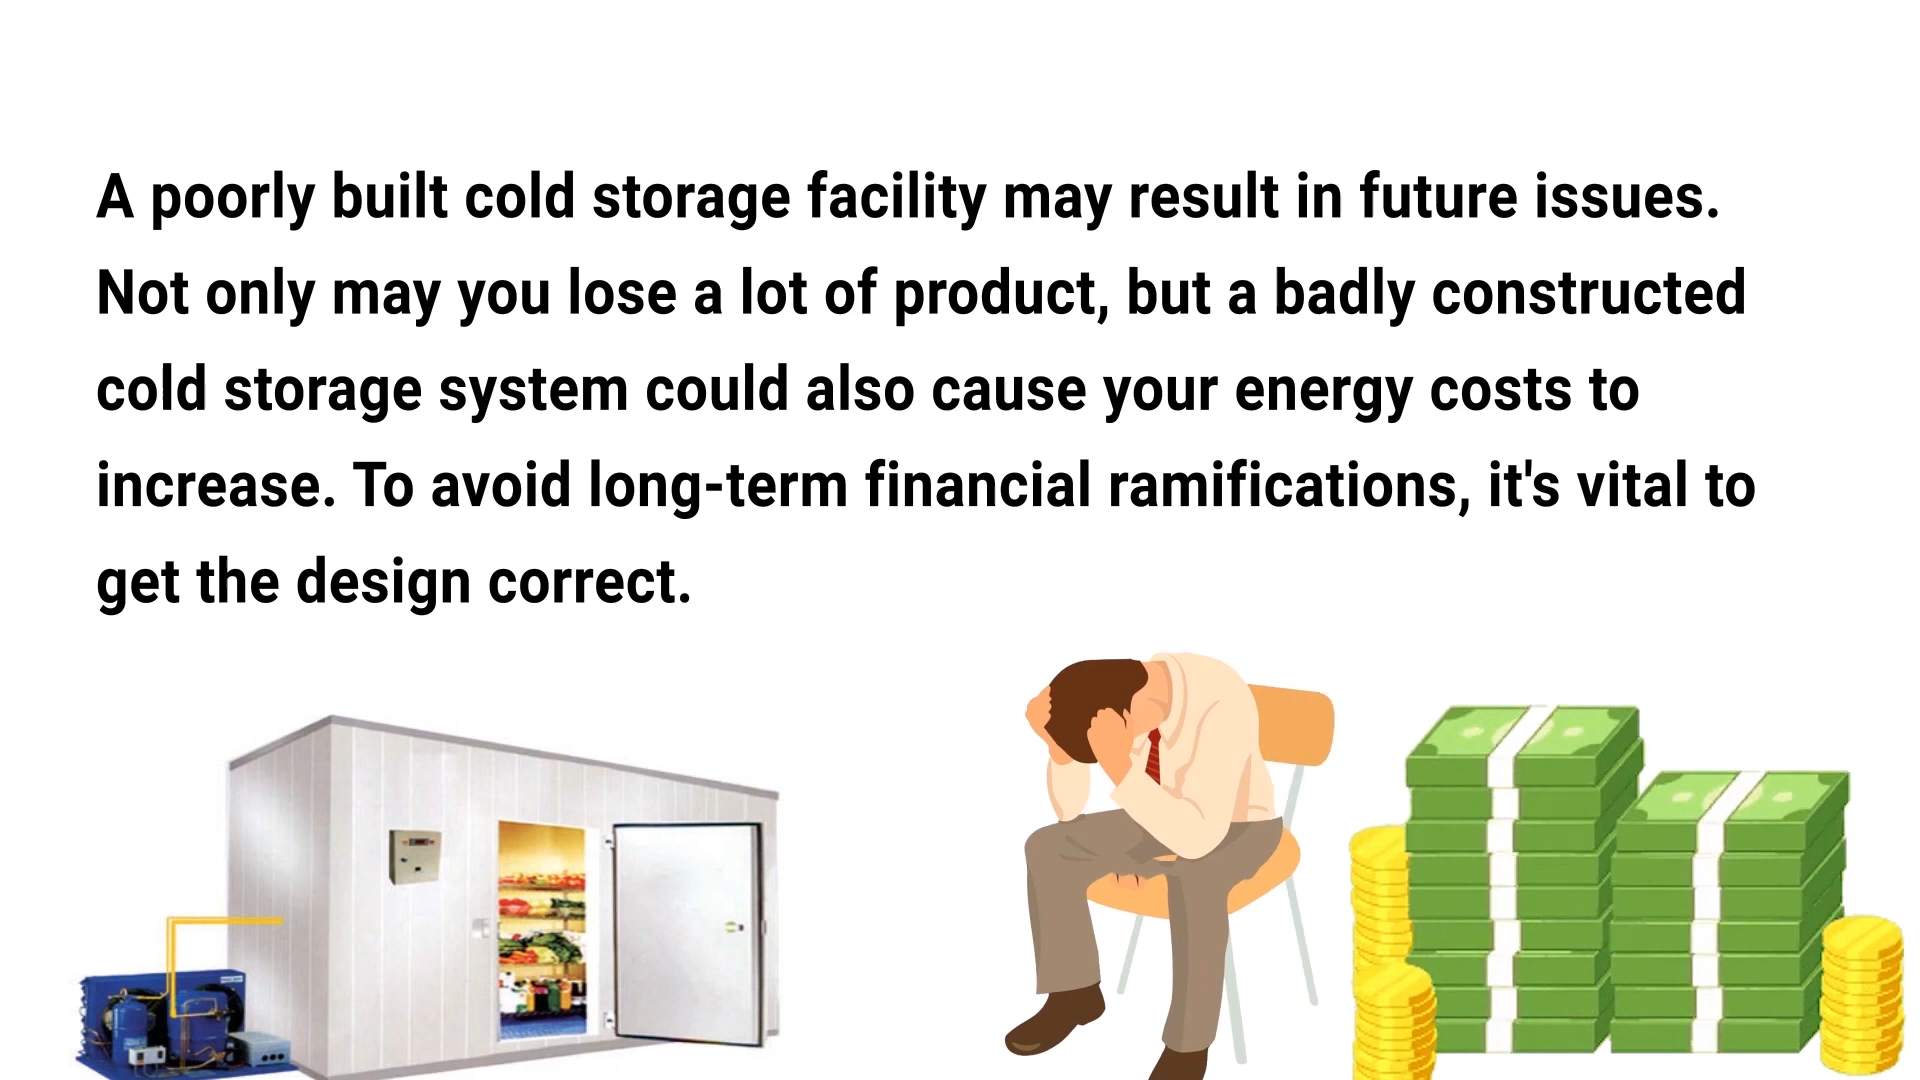 A poorly built cold storage facility may result in future issues.
Not only may you lose a lot of product, but a badly constructed
cold storage system could also cause your energy costs to
increase. To avoid long-term financial ramifications, it's vital to
get the design correct.